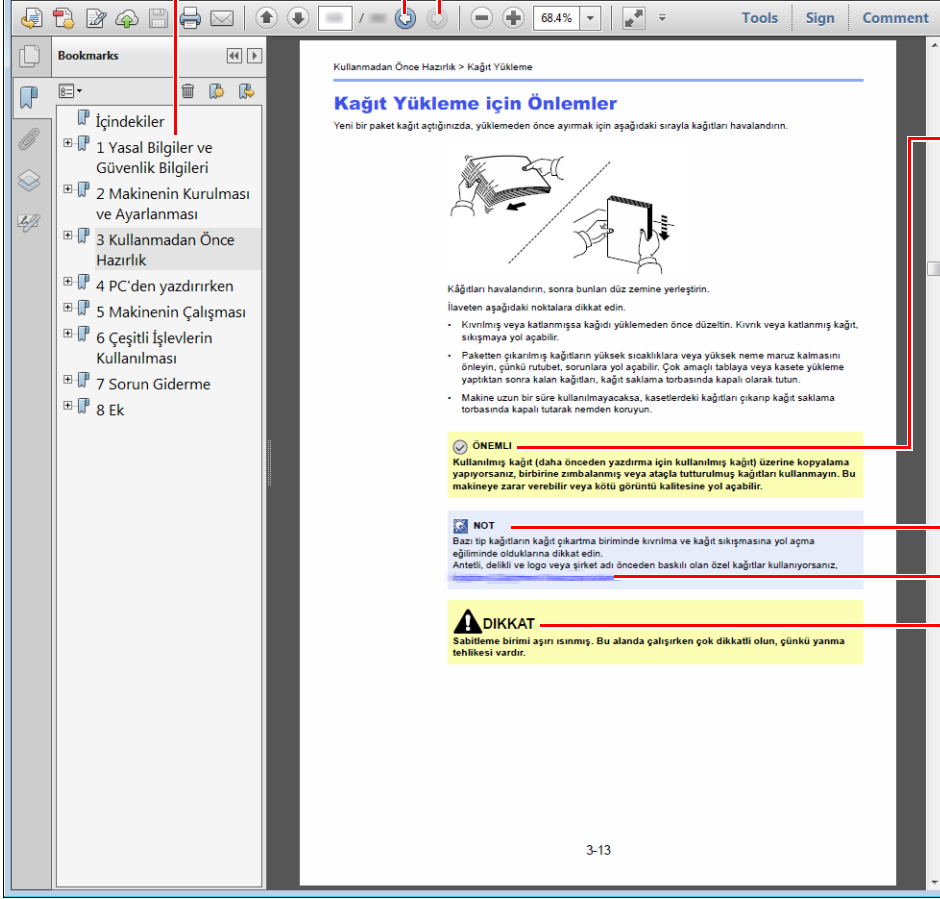 /
68.4%
Tools
Sign
Comment
Bookmarks
İçindekiler
1 Yasal Bilgiler ve
Güvenlik Bilgileri
2 Makinenin Kurulması
ve Ayarlanması
3 Kullanmadan Önce
Hazırlık
4 PC'den yazdırırken
5 Makinenin Çalışması
6 Çeşitli İşlevlerin
Kullanılması
7 Sorun Giderme
8 Ek
Kullanmadan Önce Hazırlık > Kağıt Yükleme
Kağıt Yükleme için Önlemler
Yeni bir paket kağıt açtığınızda, yüklemeden önce ayırmak için aşağıdaki sırayla kağıtları havalandırın.
Kâğıtları havalandırın, sonra bunları düz zemine yerleştirin.
İlaveten aşağıdaki noktalara dikkat edin.
• Kıvrılmış veya katlanmışsa kağıdı yüklemeden önce düzeltin. Kıvrık veya katlanmış kağıt,
sıkışmaya yol açabilir.
• Paketten çıkarılmış kağıtların yüksek sıcaklıklara veya yüksek neme maruz kalmasını
önleyin, çünkü rutubet, sorunlara yol açabilir. Çok amaçlı tablaya veya kasete yükleme
yaptıktan sonra kalan kağıtları, kağıt saklama torbasında kapalı olarak tutun.
• Makine uzun bir süre kullanılmayacaksa, kasetlerdeki kağıtları çıkarıp kağıt saklama
torbasında kapalı tutarak nemden koruyun.
ÖNEMLI
Kullanılmış kağıt (daha önceden yazdırma için kullanılmış kağıt) üzerine kopyalama
yapıyorsanız, birbirine zımbalanmış veya ataçla tutturulmuş kağıtları kullanmayın. Bu
makineye zarar verebilir veya kötü görüntü kalitesine yol açabilir.
NOT
Bazı tip kağıtların kağıt çıkartma biriminde kıvrılma ve kağıt sıkışmasına yol açma
eğiliminde olduklarına dikkat edin.
Antetli, delikli ve logo veya şirket adı önceden baskılı olan özel kağıtlar kullanıyorsanız,
DIKKAT
Sabitleme birimi aşırı ısınmış. Bu alanda çalışırken çok dikkatli olun, çünkü yanma
tehlikesi vardır.
3-13